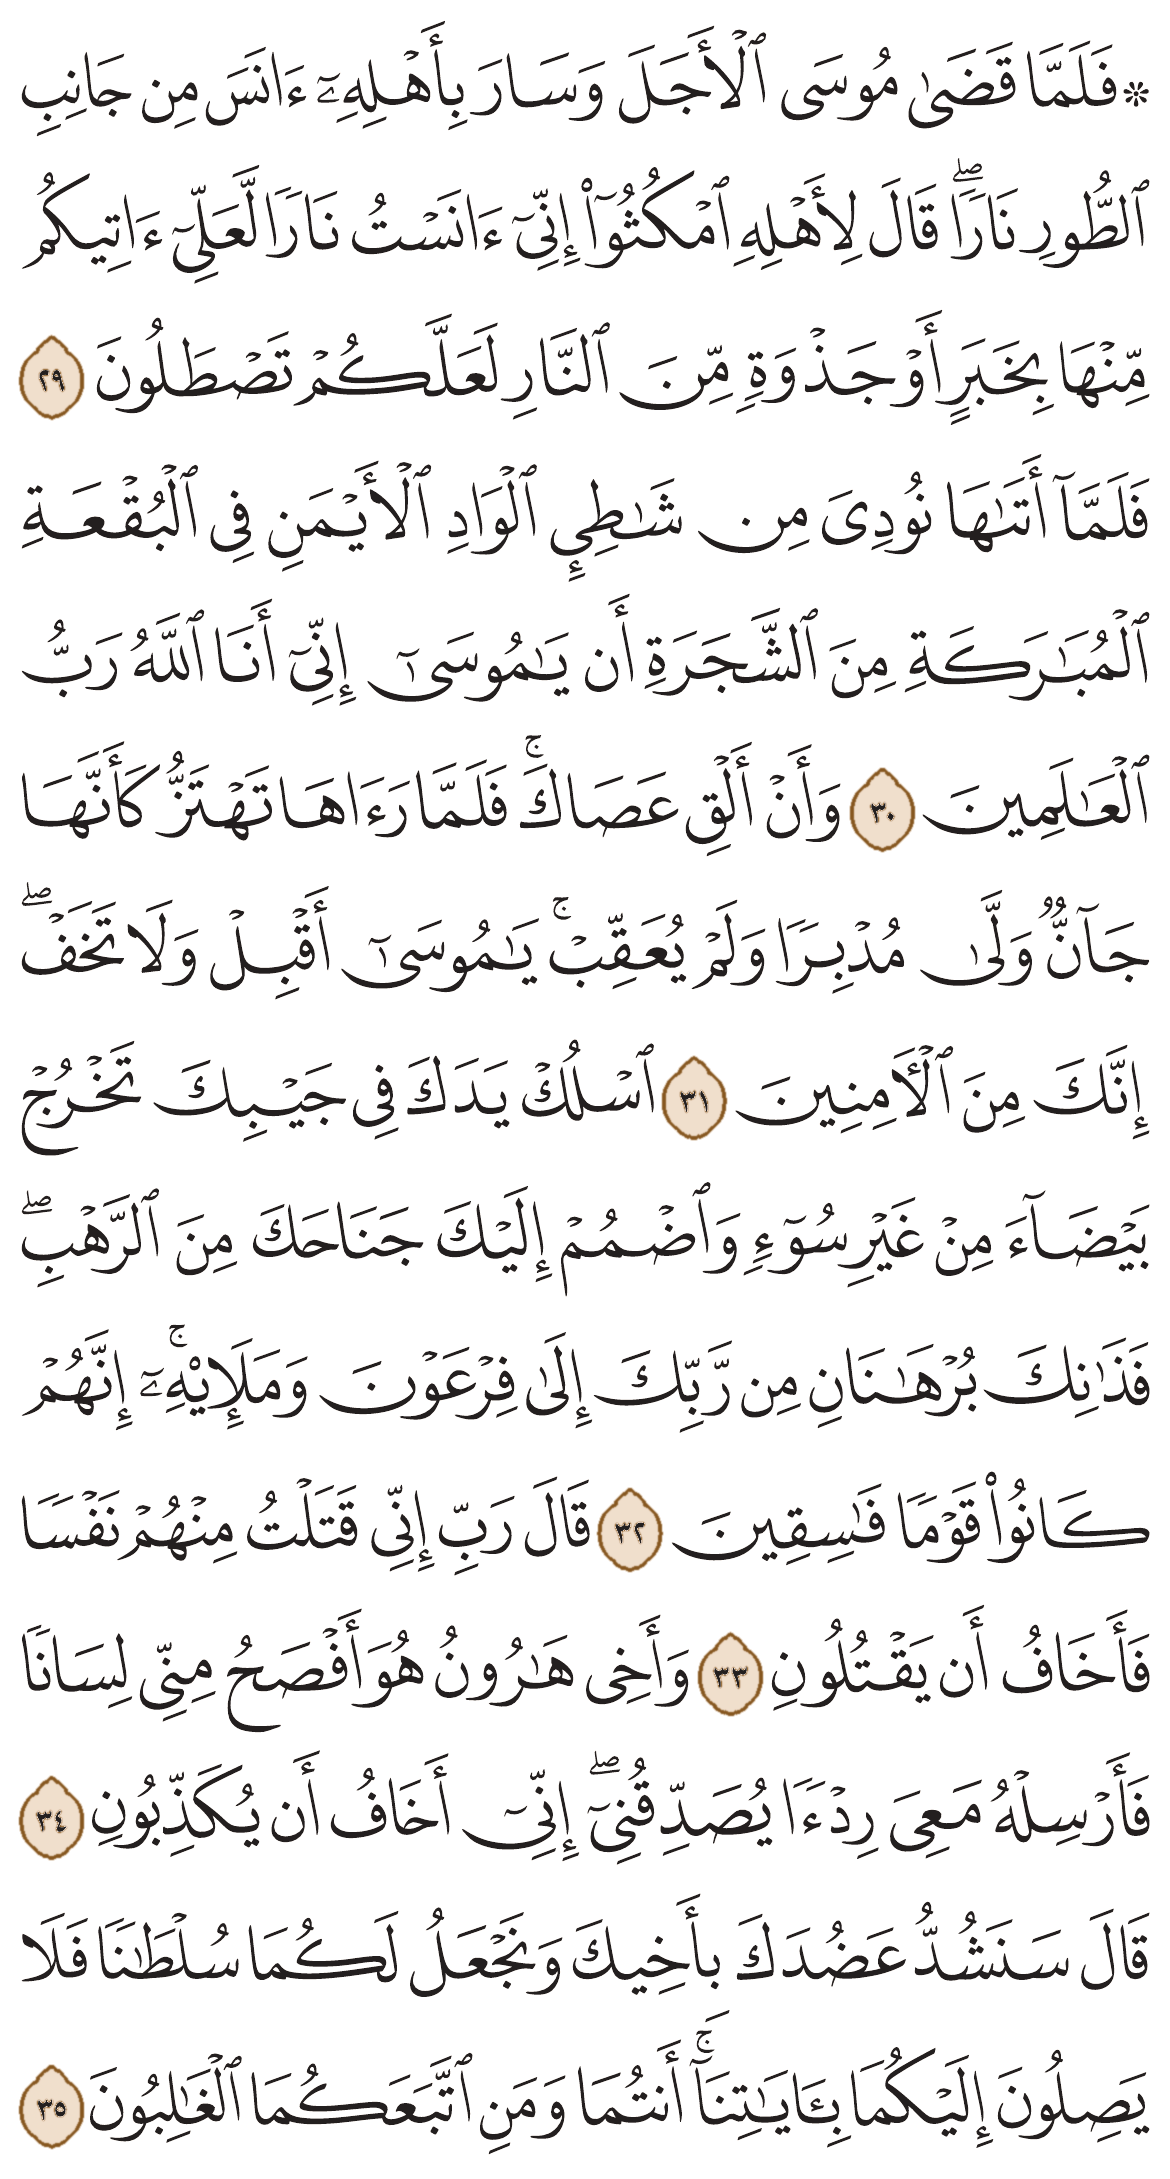 ۞ فَلَمَّا قَضَىٰ مُوسَى ٱلۡأَجَلَ وَسَارَ بِأَهۡلِهِۦٓ ءَانَسَ مِن جَانِبِ
ٱلطُّورِ نَارٗاۖ قَالَ لِأَهۡلِهِ ٱمۡكُثُوٓاْ إِنِّيٓ ءَانَسۡتُ نَارٗا لَّعَلِّيٓ ءَاتِيكُم
مِّنۡهَا بِخَبَرٍ أَوۡ جَذۡوَةٖ مِّنَ ٱلنَّارِ لَعَلَّكُمۡ تَصۡطَلُونَ ٢٩
فَلَمَّآ أَتَىٰهَا نُودِيَ مِن شَٰطِيِٕ ٱلۡوَادِ ٱلۡأَيۡمَنِ فِي ٱلۡبُقۡعَةِ
ٱلۡمُبَٰرَكَةِ مِنَ ٱلشَّجَرَةِ أَن يَٰمُوسَىٰٓ إِنِّيٓ أَنَا ٱللَّهُ رَبُّ
ٱلۡعَٰلَمِينَ ٣٠ وَأَنۡ أَلۡقِ عَصَاكَۚ فَلَمَّا رَءَاهَا تَهۡتَزُّ كَأَنَّهَا
جَآنّٞ وَلَّىٰ مُدۡبِرٗا وَلَمۡ يُعَقِّبۡۚ يَٰمُوسَىٰٓ أَقۡبِلۡ وَلَا تَخَفۡۖ
إِنَّكَ مِنَ ٱلۡأٓمِنِينَ ٣١ ٱسۡلُكۡ يَدَكَ فِي جَيۡبِكَ تَخۡرُجۡ
بَيۡضَآءَ مِنۡ غَيۡرِ سُوٓءٖ وَٱضۡمُمۡ إِلَيۡكَ جَنَاحَكَ مِنَ ٱلرَّهۡبِۖ
فَذَٰنِكَ بُرۡهَٰنَانِ مِن رَّبِّكَ إِلَىٰ فِرۡعَوۡنَ وَمَلَإِيْهِۦٓۚ إِنَّهُمۡ
كَانُواْ قَوۡمٗا فَٰسِقِينَ ٣٢ قَالَ رَبِّ إِنِّي قَتَلۡتُ مِنۡهُمۡ نَفۡسٗا
فَأَخَافُ أَن يَقۡتُلُونِ ٣٣ وَأَخِي هَٰرُونُ هُوَ أَفۡصَحُ مِنِّي لِسَانٗا
فَأَرۡسِلۡهُ مَعِيَ رِدۡءٗا يُصَدِّقُنِيٓۖ إِنِّيٓ أَخَافُ أَن يُكَذِّبُونِ ٣٤
قَالَ سَنَشُدُّ عَضُدَكَ بِأَخِيكَ وَنَجۡعَلُ لَكُمَا سُلۡطَٰنٗا فَلَا
يَصِلُونَ إِلَيۡكُمَا بِـَٔايَٰتِنَآۚ أَنتُمَا وَمَنِ ٱتَّبَعَكُمَا ٱلۡغَٰلِبُونَ ٣٥